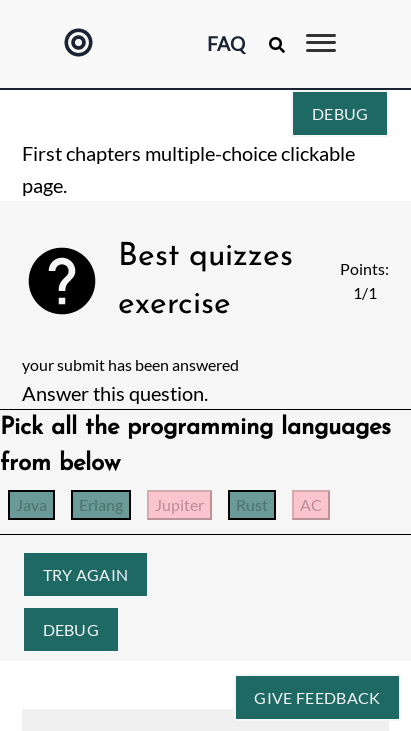 FAQ
DEBUG
First chapters multiple-choice clickable
page.
Best quizzes
exercise
Points:
1/1
your submit has been answered
Answer this question.
Pick all the programming languages
from below
Java Erlang Jupiter Rust AC
TRY AGAIN
DEBUG
GIVE FEEDBACK